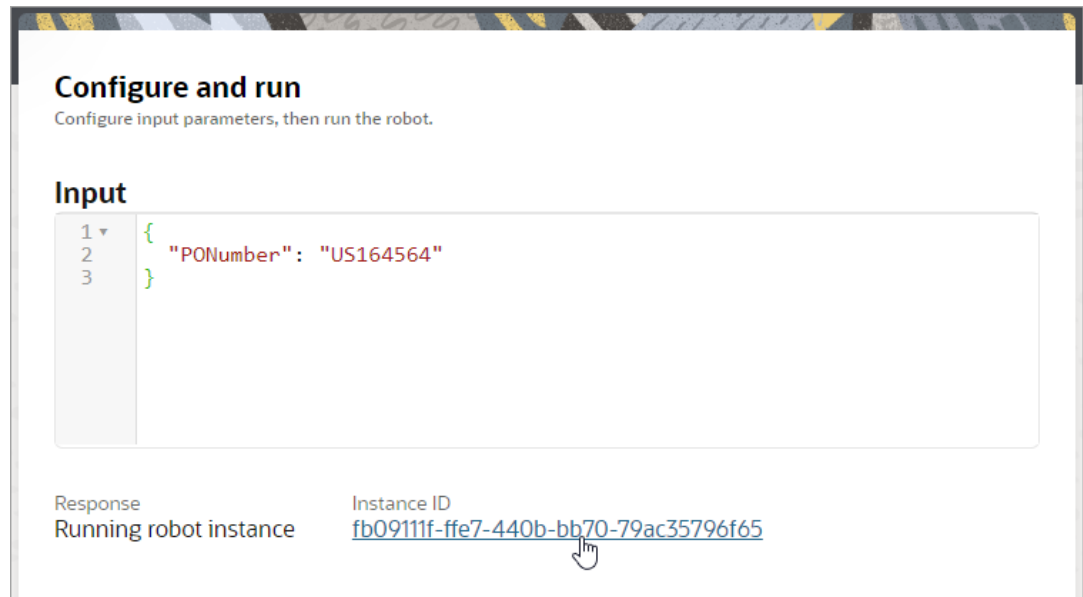 Configure and run
Configure input parameters, then run the robot.
Input
1 {
2 "PONumber": "US164564"
3 }
Response Instance ID
Running robot instance fb09111f-ffe7-440b-bb70-79ac35796f65